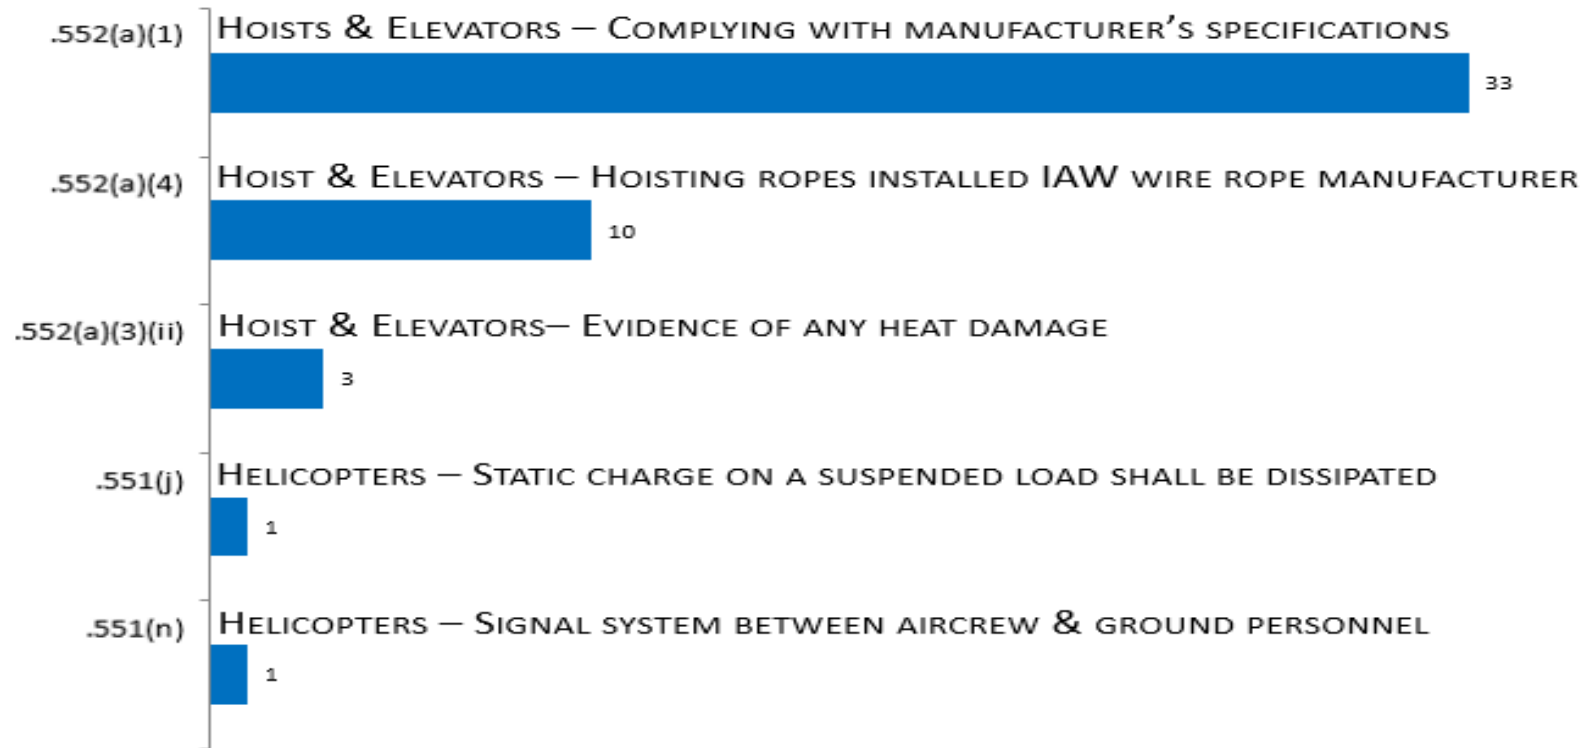 .552(a)(1) Hoists & Elevators – Complying with manufacturer's specifications
33
.552(a)(4) Hoist & Elevators – Hoisting ropes installed IAW wire rope manufacturer
10
.552(a)(3)(ii) Hoist & Elevators– Evidence of any heat damage
3
.551(j) Helicopters – Static charge on a suspended load shall be dissipated
1
.551(n) Helicopters – Signal system between aircrew & ground personnel
1